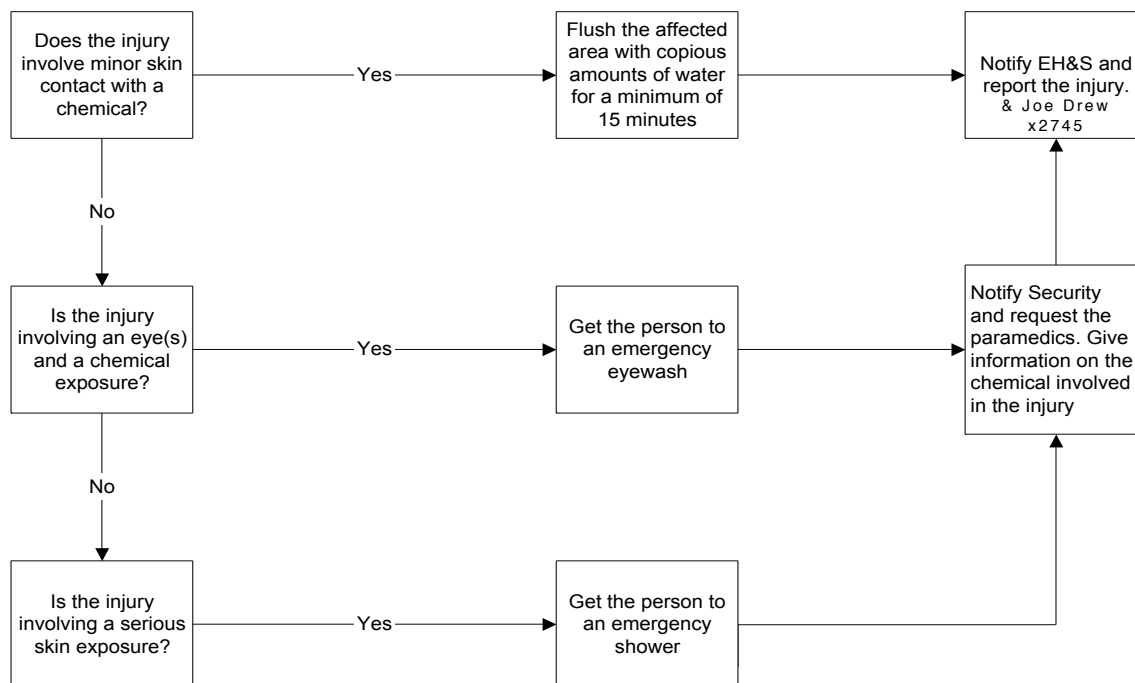 Does the injury
involve minor skin
contact with a
chemical?
Yes
Flush the affected
area with copious
amounts of water
for a minimum of
15 minutes
Notify EH&S and
report the injury.
& Joe Drew
x2745
No
Is the injury
involving an eye(s)
and a chemical
exposure?
Yes
Get the person to
an emergency
eyewash
Notify Security
and request the
paramedics. Give
information on the
chemical involved
in the injury
No
Is the injury
involving a serious
skin exposure?
Yes
Get the person to
an emergency
shower